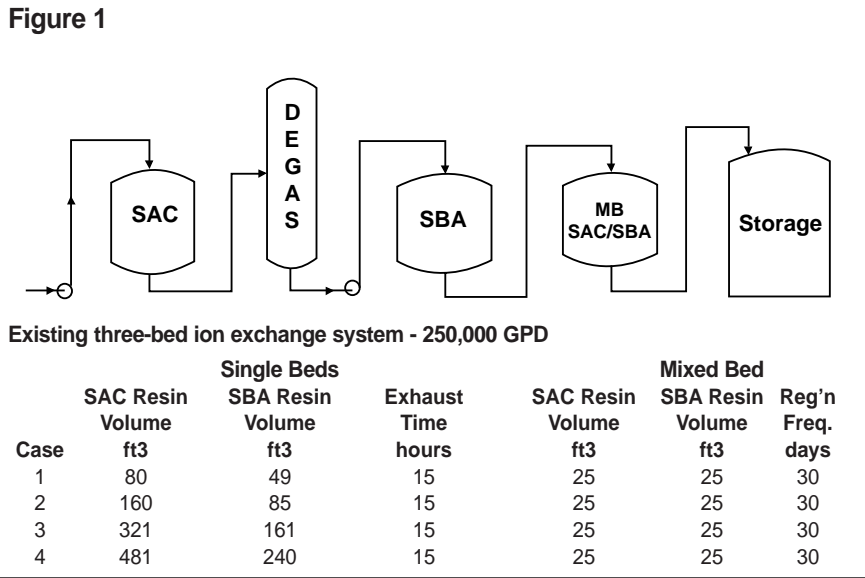 Figure 1
D
E
G
A
S
SAC
SBA
MB
SAC/SBA
Storage
Existing three-bed ion exchange system - 250,000 GPD
Single Beds Mixed Bed
SAC Resin SBA Resin Exhaust SAC Resin SBA Resin Reg'n
Volume Volume Time Volume Volume Freq.
Case ft3 ft3 hours ft3 ft3 days
1 80 49 15 25 25 30
2 160 85 15 25 25 30
3 321 161 15 25 25 30
4 481 240 15 25 25 30